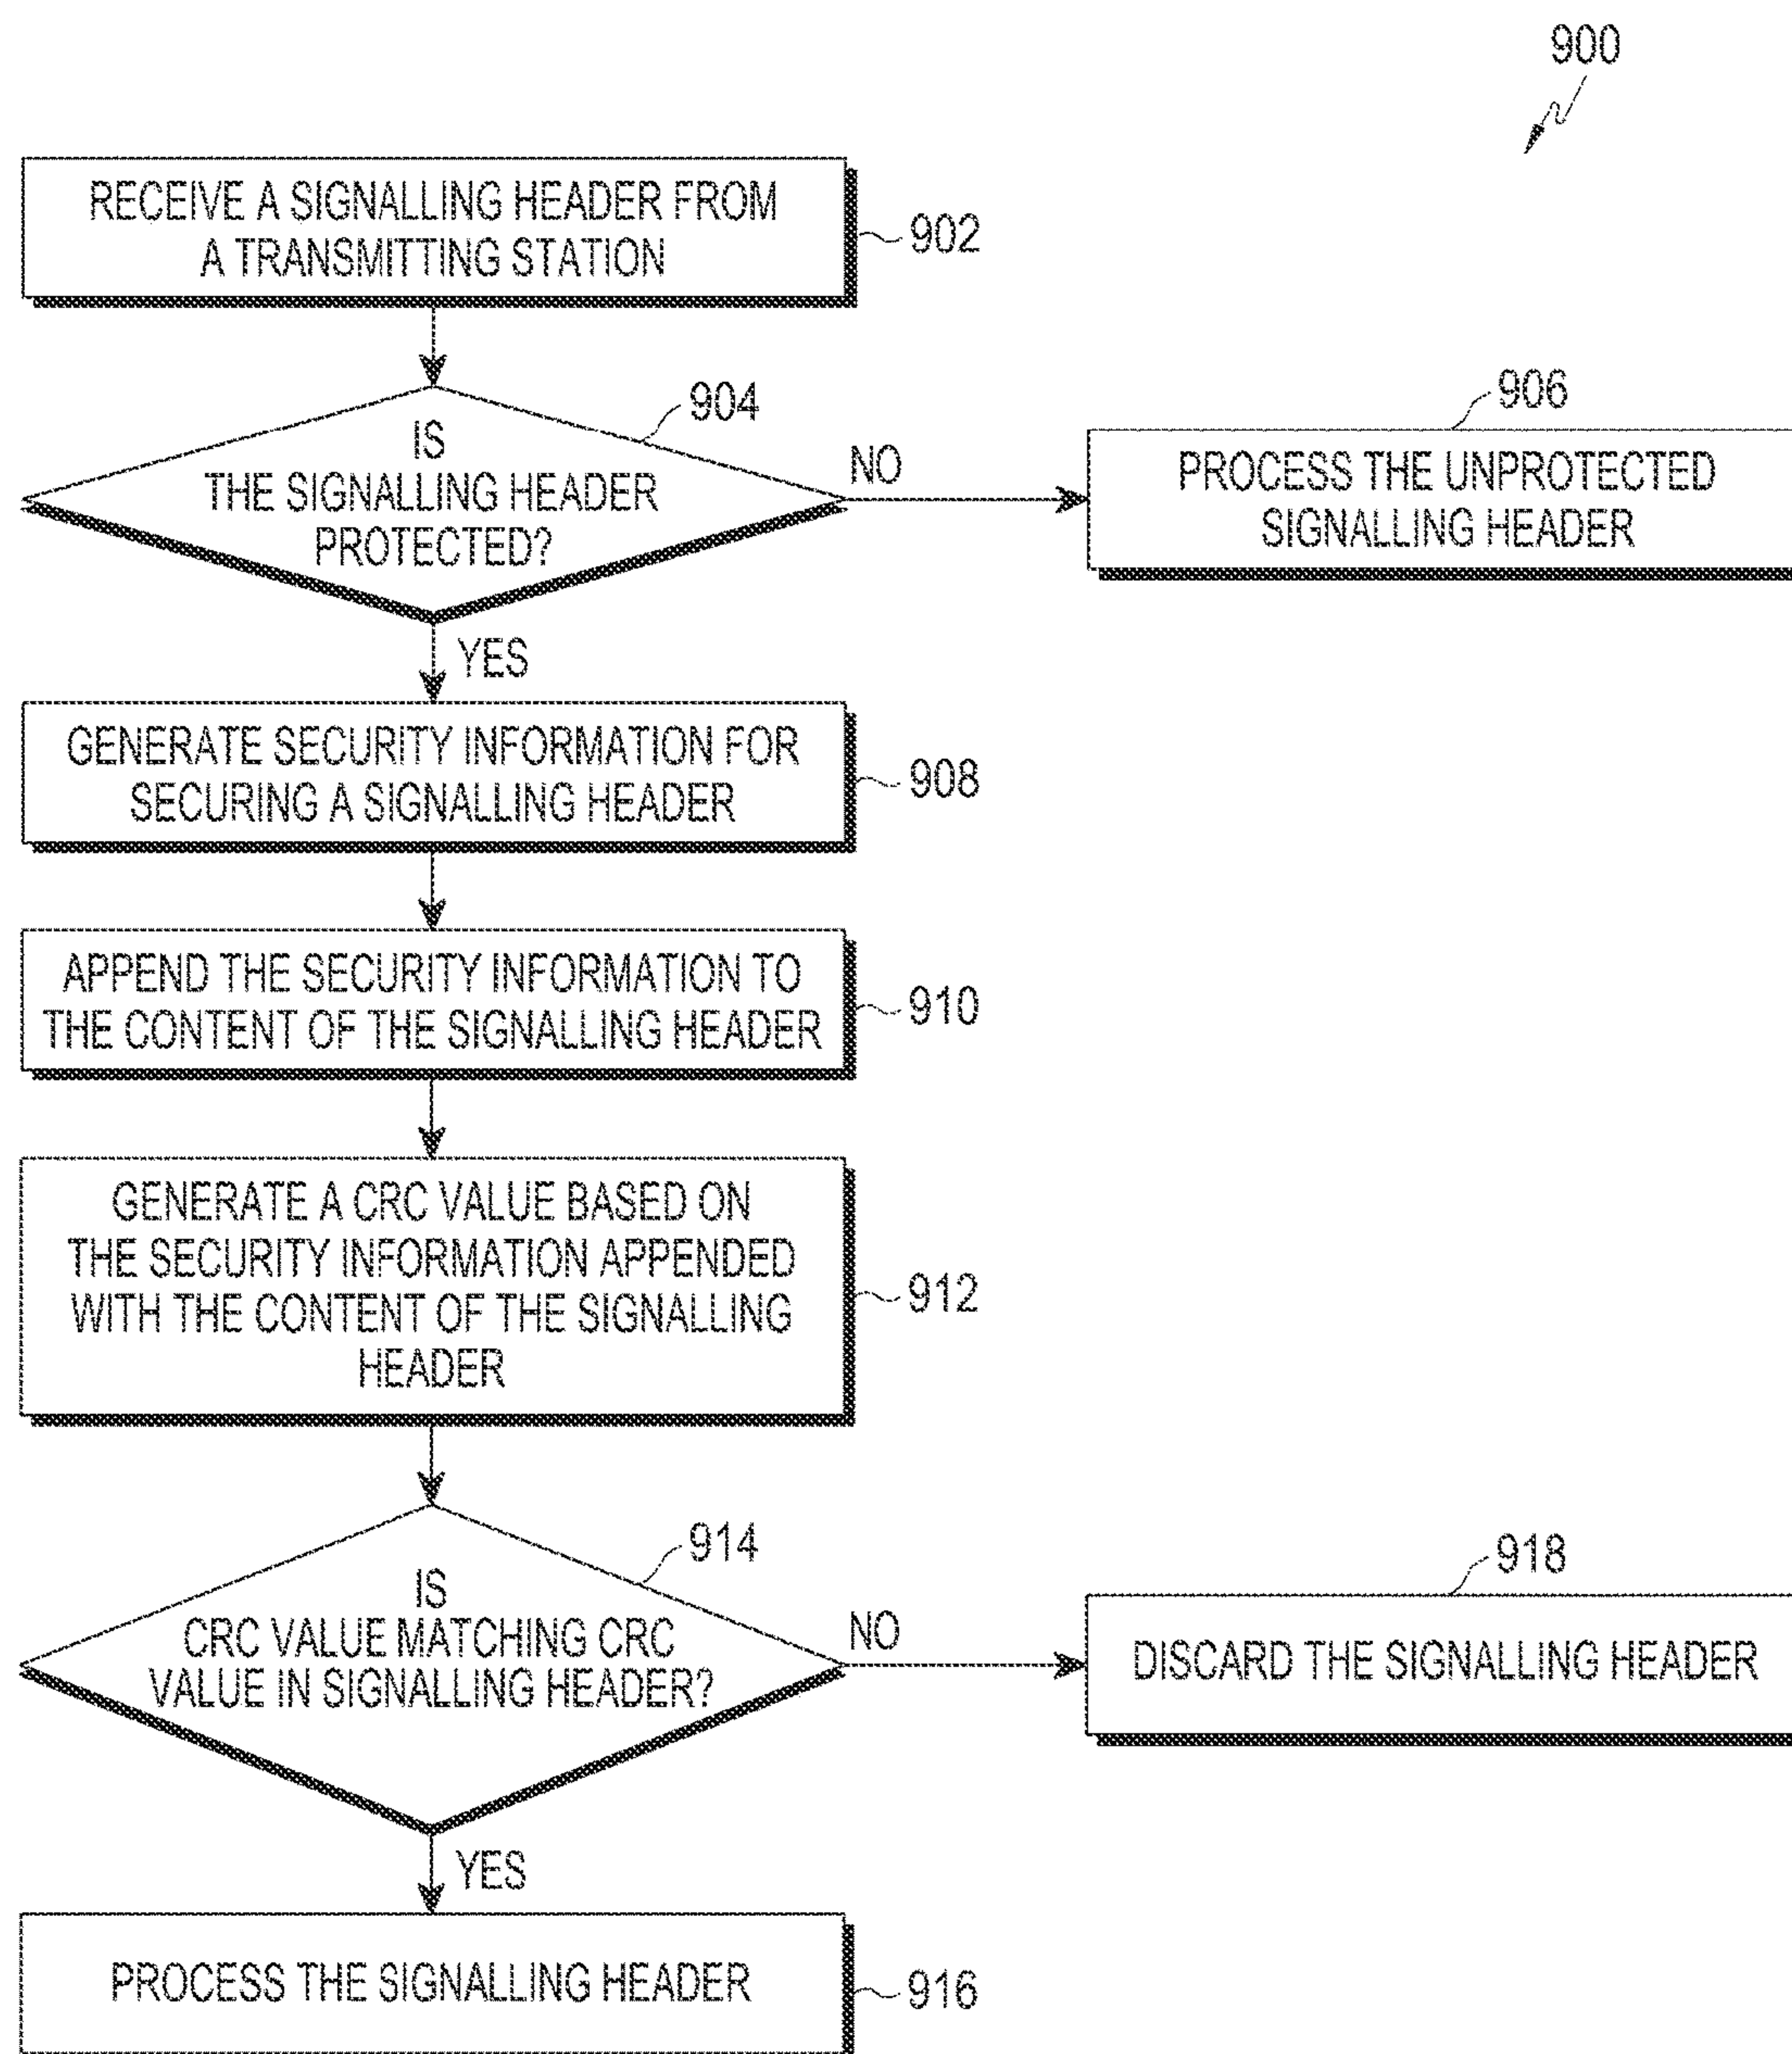 900
RECEIVE A SIGNALLING HEADER FROM
A TRANSMITTING STATION
902
904
IS
THE SIGNALLING HEADER
PROTECTED?
NO
906
PROCESS THE UNPROTECTED
SIGNALLING HEADER
YES
GENERATE SECURITY INFORMATION FOR
SECURING A SIGNALLING HEADER
908
APPEND THE SECURITY INFORMATION TO
THE CONTENT OF THE SIGNALLING HEADER
910
GENERATE A CRC VALUE BASED ON
THE SECURITY INFORMATION APPENDED
WITH THE CONTENT OF THE SIGNALLING
HEADER
912
914
IS
CRC VALUE MATCHING CRC
VALUE IN SIGNALLING HEADER?
NO
918
DISCARD THE SIGNALLING HEADER
YES
PROCESS THE SIGNALLING HEADER
916